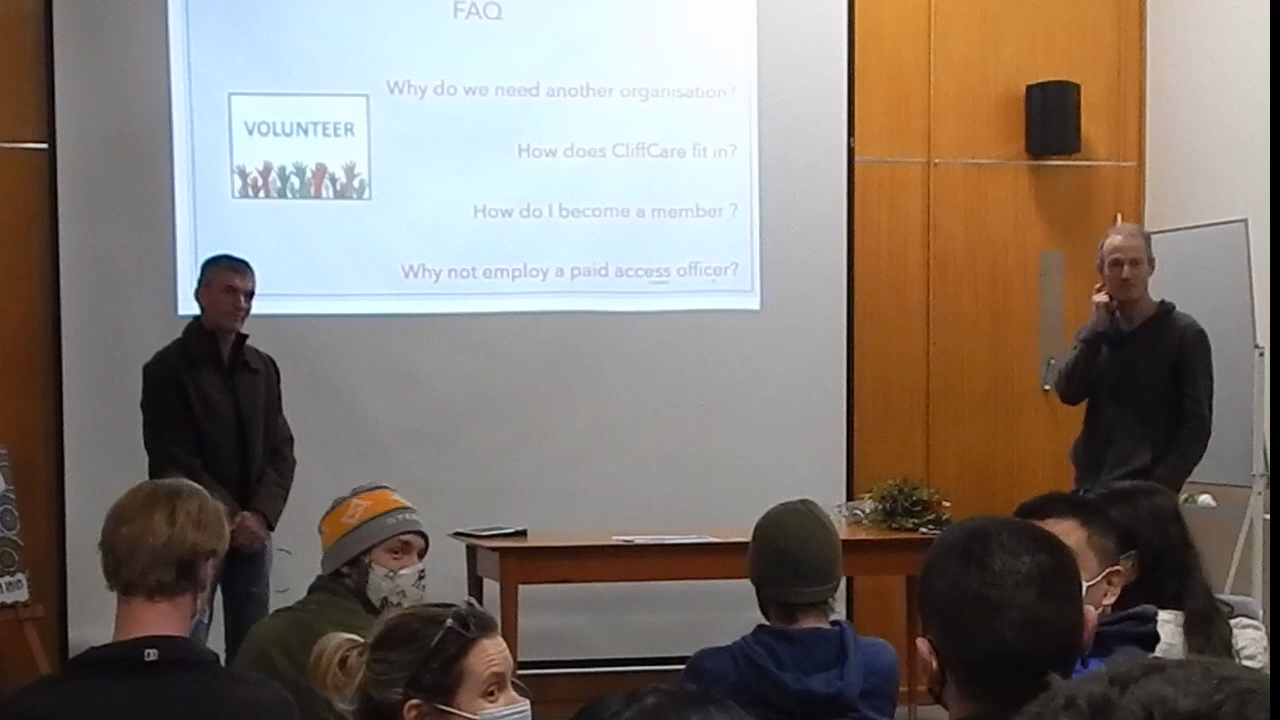 FAQ
Why do we need another organisation?
VOLUNTEER
How does CliffCare fit in?
How do I become a member ?
Why not employ a paid access officer?